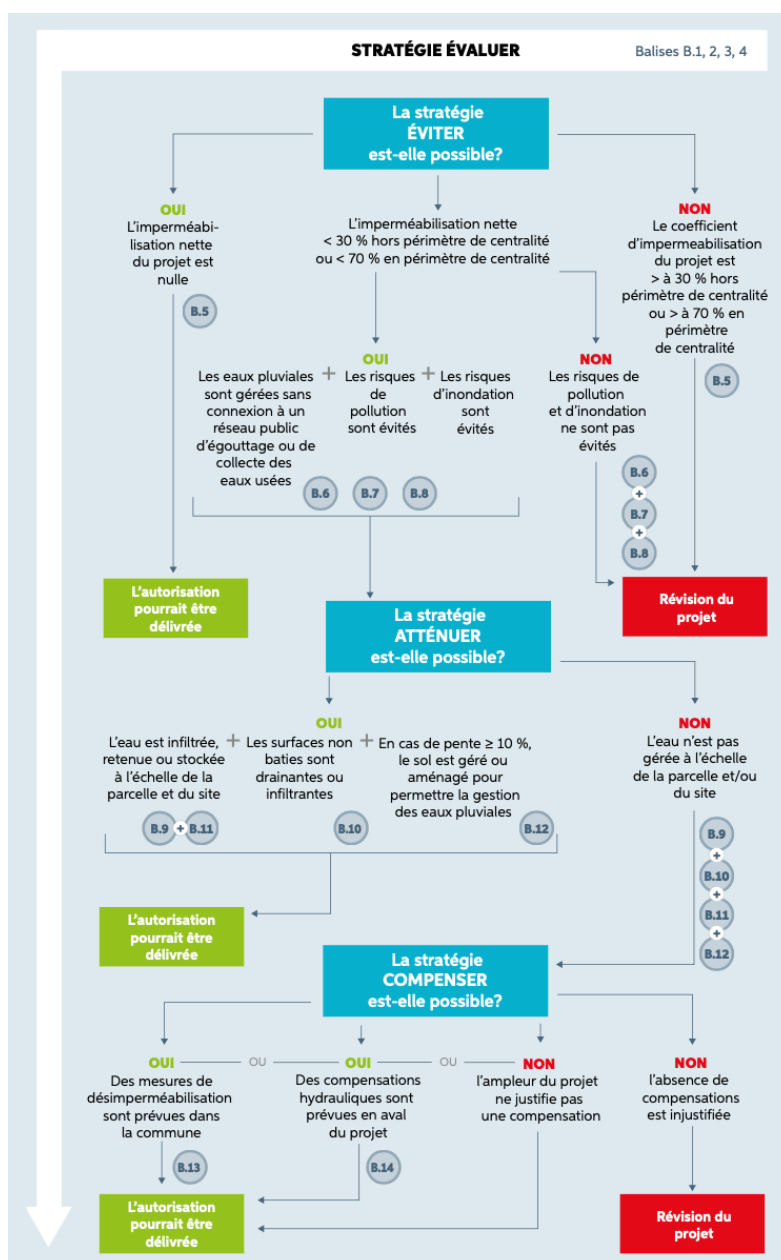 STRATÉGIE ÉVALUER
Balises B.1, 2, 3, 4
La stratégie
ÉVITER
est-elle possible?
OUI
L’imperméabi-
lisation nette
du projet est
nulle
B.5
L’imperméabilisation nette
< 30 % hors périmètre de centralité
ou < 70 % en périmètre de centralité
NON
Le coefficient
d’impermeabilisation
du projet est
> à 30 % hors
périmètre de centralité
ou > à 70 % en
périmètre
de centralité
B.5
OUI
Les eaux pluviales
sont gérées sans
connexion à un
réseau public
d’égouttage ou de
collecte des
eaux usées
+
Les risques
de
pollution
sont évités
+
Les risques
d’inondation
sont
évités
B.6
B.7
B.8
NON
Les risques de
pollution
et d’inondation
ne sont pas
évités
B.6
+
B.7
+
B.8
L’autorisation
pourrait être
délivrée
Révision du
projet
La stratégie
ATTÉNUER
est-elle possible?
OUI
L’eau est infiltrée,
retenue ou stockée
à l’échelle de la
parcelle et du site
B.9 + B.11
+
Les surfaces non
baties sont
drainantes ou
infiltrantes
B.10
+
En cas de pente ≥ 10 %,
le sol est géré ou
aménagé pour
permettre la gestion
des eaux pluviales
B.12
NON
L’eau n’est pas
gérée à l’échelle
de la parcelle et/ou
du site
B.9
+
B.10
+
B.11
+
B.12
L’autorisation
pourrait être
délivrée
La stratégie
COMPENSER
est-elle possible?
OUI
Des mesures de
désimperméabilisation
sont prévues dans
la commune
B.13
OU
OUI
Des compensations
hydrauliques sont
prévues en aval
du projet
B.14
OU
NON
l’ampleur du projet
ne justifie pas
une compensation
NON
l’absence de
compensations
est injustifiée
L’autorisation
pourrait être
délivrée
Révision du
projet